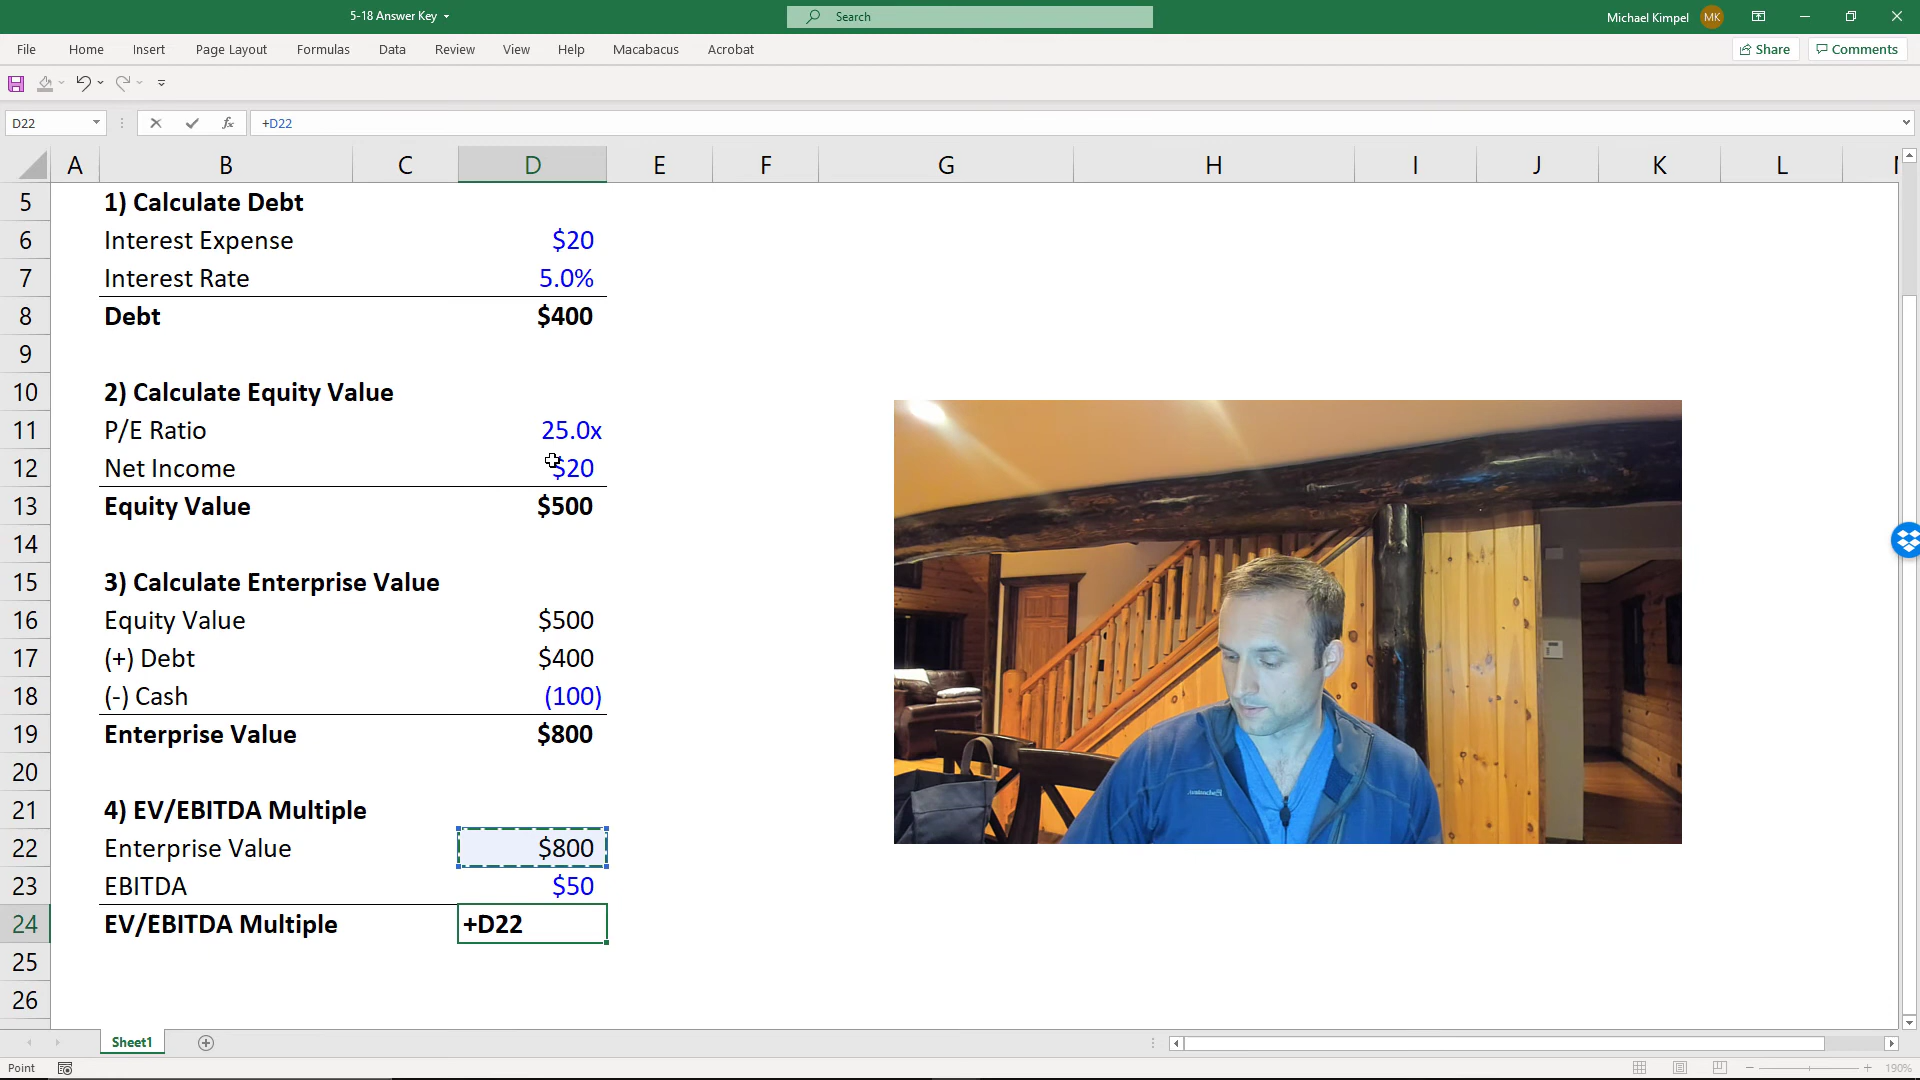 5-18 Answer Key
Search
Michael Kimpel MK
File Home Insert Page Layout Formulas Data Review View Help Macabacus Acrobat Share Comments
D22 fx +D22
A B C D E F G H I J K L
5 1) Calculate Debt
6 Interest Expense $20
7 Interest Rate 5.0%
8 Debt $400
9
10 2) Calculate Equity Value
11 P/E Ratio 25.0x
12 Net Income $20
13 Equity Value $500
14
15 3) Calculate Enterprise Value
16 Equity Value $500
17 (+) Debt $400
18 (-) Cash (100)
19 Enterprise Value $800
20
21 4) EV/EBITDA Multiple
22 Enterprise Value $800
23 EBITDA $50
24 EV/EBITDA Multiple +D22
25
26
Sheet1
Point 190%